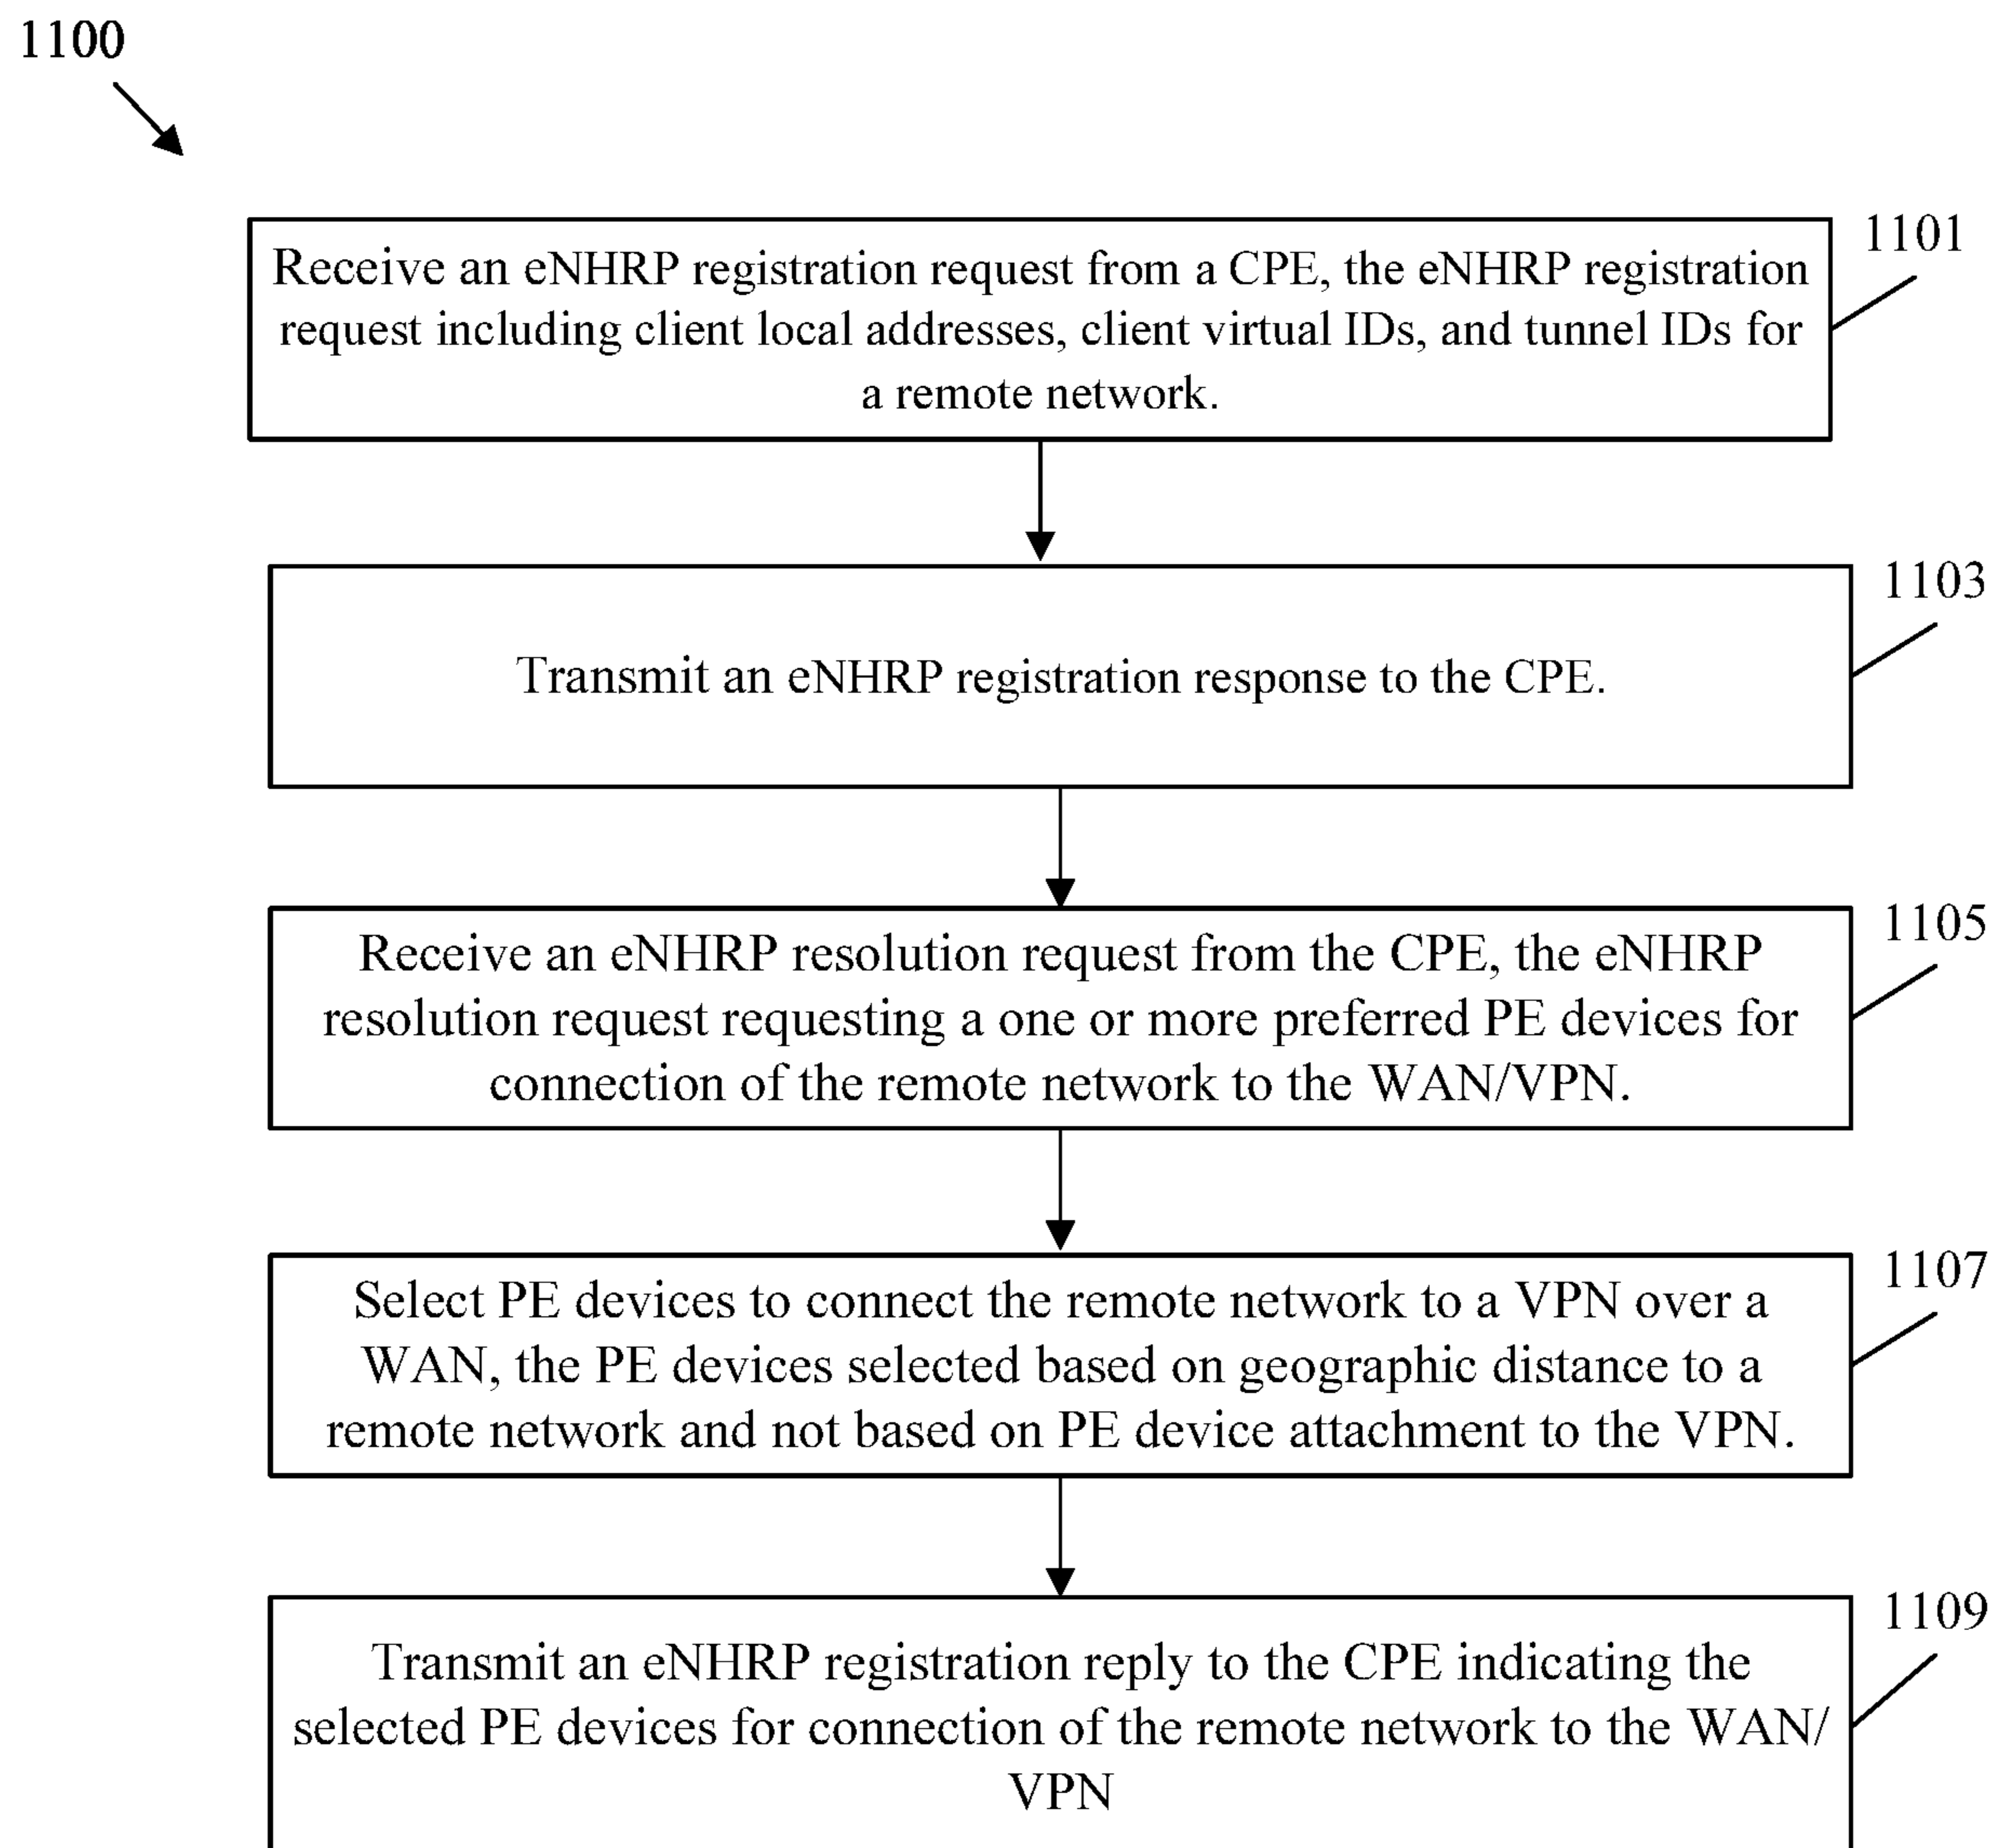 1100
Receive an eNHRP registration request from a CPE, the eNHRP registration
request including client local addresses, client virtual IDs, and tunnel IDs for
a remote network.
1101
Transmit an eNHRP registration response to the CPE.
1103
Receive an eNHRP resolution request from the CPE, the eNHRP
resolution request requesting a one or more preferred PE devices for
connection of the remote network to the WAN/VPN.
1105
Select PE devices to connect the remote network to a VPN over a
WAN, the PE devices selected based on geographic distance to a
remote network and not based on PE device attachment to the VPN.
1107
Transmit an eNHRP registration reply to the CPE indicating the
selected PE devices for connection of the remote network to the WAN/
VPN
1109